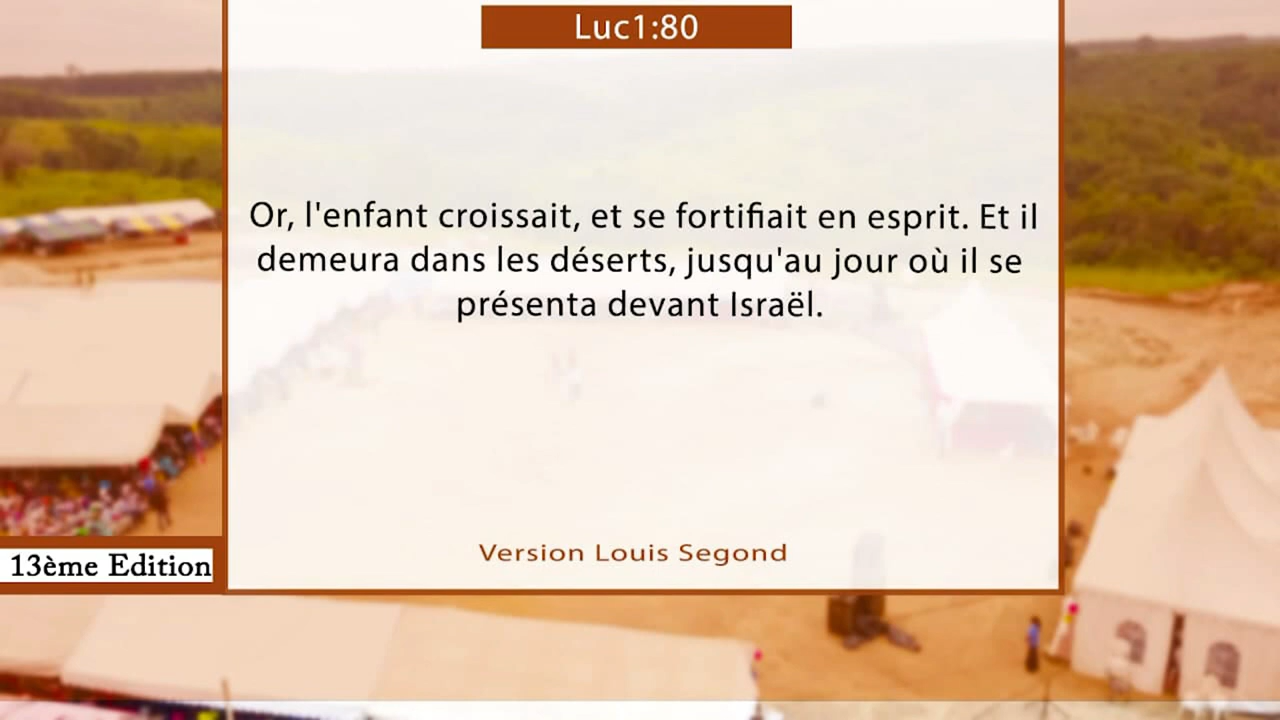 Luc1:80
Or, l'enfant croissait, et se fortifiait en esprit. Et il
demeura dans les déserts, jusqu'au jour où il se
présenta devant Israël.
Version Louis Segond
13ème Edition